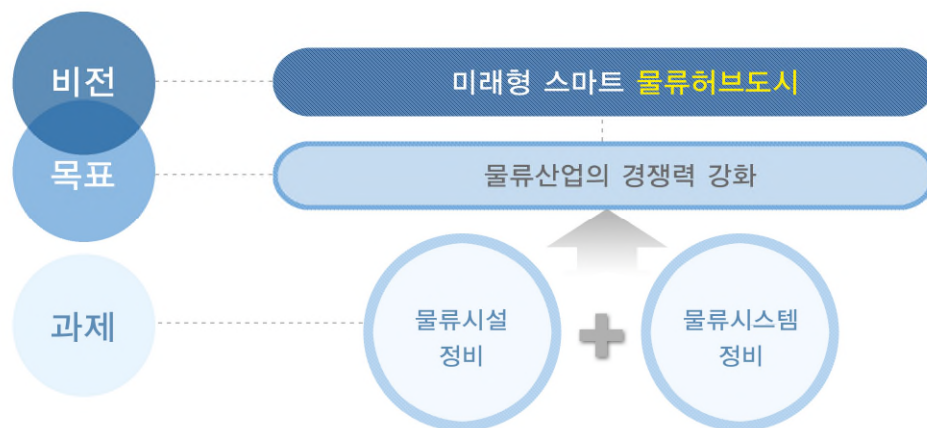 비전
미래형 스마트 물류허브도시
목표
물류산업의 경쟁력 강화
과제
물류시설
정비
물류시스템
정비